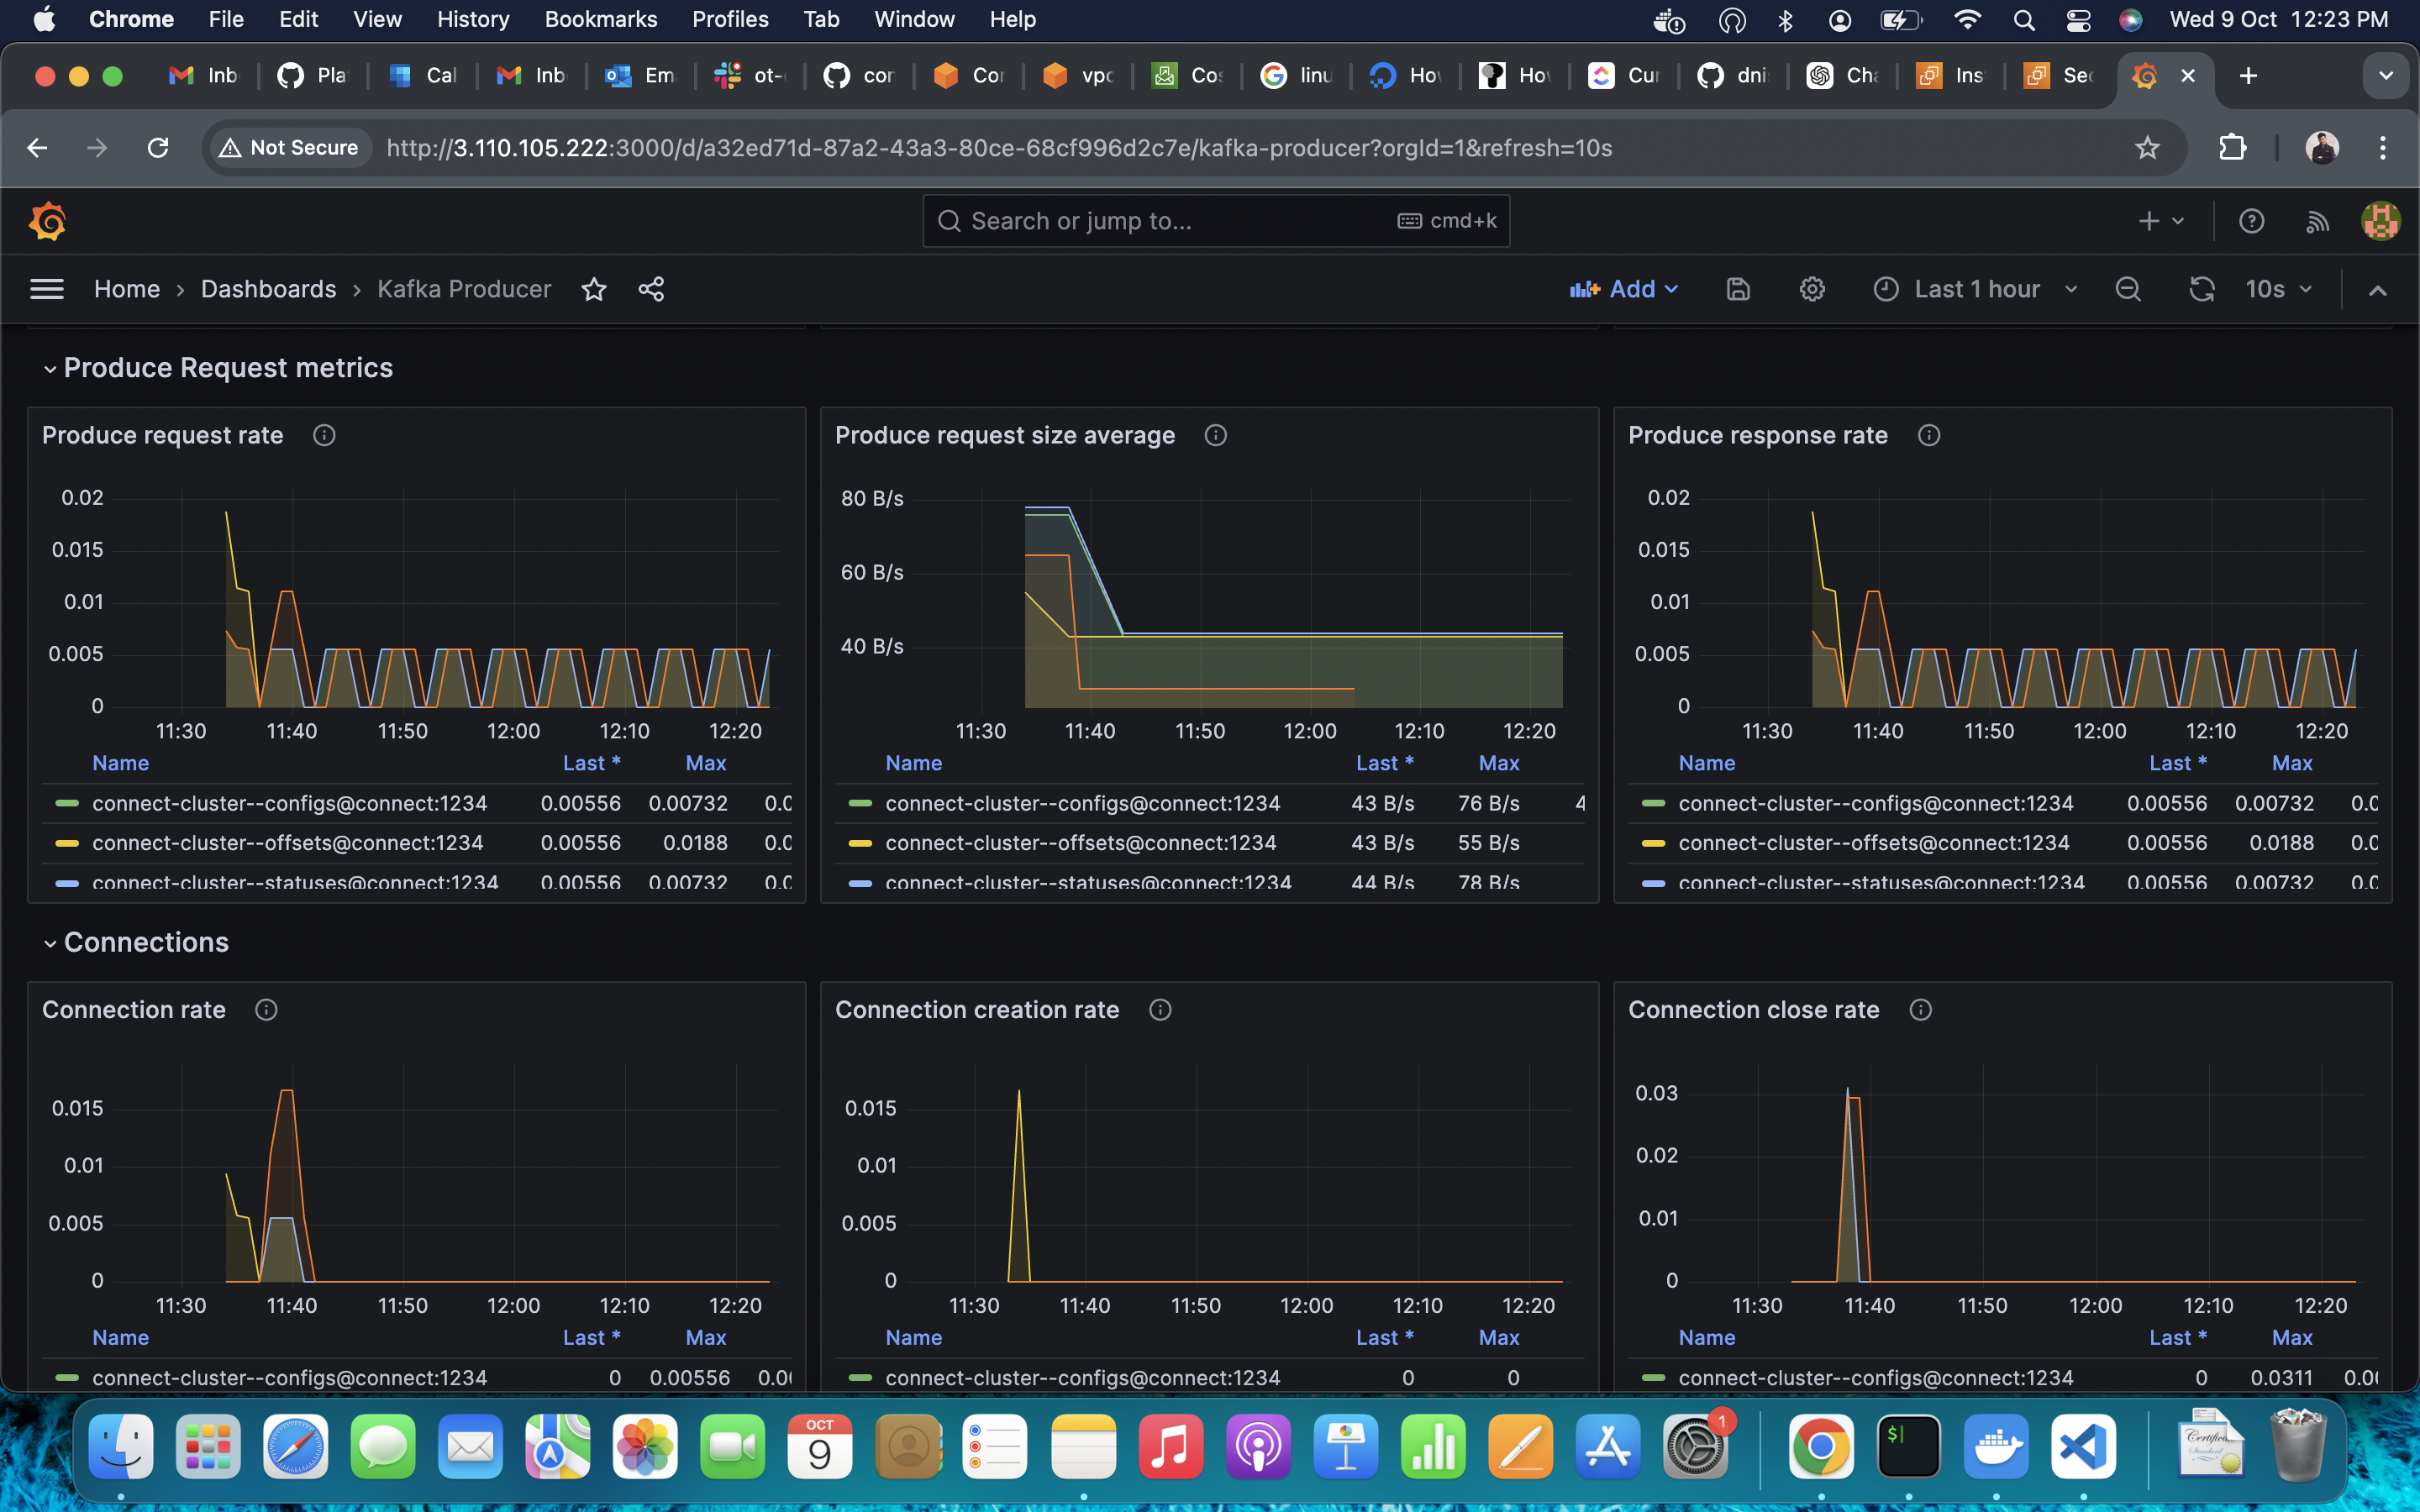 Chrome File Edit View History Bookmarks Profiles Tab Window Help Wed 9 Oct 12:23 PM
Inb Pla Cal Inb Em ot- cor Cor vpc Cos linu Hov Hov Cur dni Cha Ins Sec
Not Secure http://3.110.105.222:3000/d/a32ed71d-87a2-43a3-80ce-68cf996d2c7e/kafka-producer?orgId=1&refresh=10s
Search or jump to... cmd+k
Home › Dashboards › Kafka Producer Add Last 1 hour 10s
Produce Request metrics
Produce request rate
0.02
0.015
0.01
0.005
0
11:30 11:40 11:50 12:00 12:10 12:20
Name Last * Max
connect-cluster--configs@connect:1234 0.00556 0.00732 0.0
connect-cluster--offsets@connect:1234 0.00556 0.0188 0.0
connect-cluster--statuses@connect:1234 0.00556 0.00732 0.0
Produce request size average
80 B/s
60 B/s
40 B/s
11:30 11:40 11:50 12:00 12:10 12:20
Name Last * Max
connect-cluster--configs@connect:1234 43 B/s 76 B/s 4
connect-cluster--offsets@connect:1234 43 B/s 55 B/s
connect-cluster--statuses@connect:1234 44 B/s 78 B/s
Produce response rate
0.02
0.015
0.01
0.005
0
11:30 11:40 11:50 12:00 12:10 12:20
Name Last * Max
connect-cluster--configs@connect:1234 0.00556 0.00732 0.0
connect-cluster--offsets@connect:1234 0.00556 0.0188 0.0
connect-cluster--statuses@connect:1234 0.00556 0.00732 0.0
Connections
Connection rate
0.015
0.01
0.005
0
11:30 11:40 11:50 12:00 12:10 12:20
Name Last * Max
connect-cluster--configs@connect:1234 0 0.00556 0.0
Connection creation rate
0.015
0.01
0.005
0
11:30 11:40 11:50 12:00 12:10 12:20
Name Last * Max
connect-cluster--configs@connect:1234 0 0
Connection close rate
0.03
0.02
0.01
0
11:30 11:40 11:50 12:00 12:10 12:20
Name Last * Max
connect-cluster--configs@connect:1234 0 0.0311 0.0
OCT
9
1
$